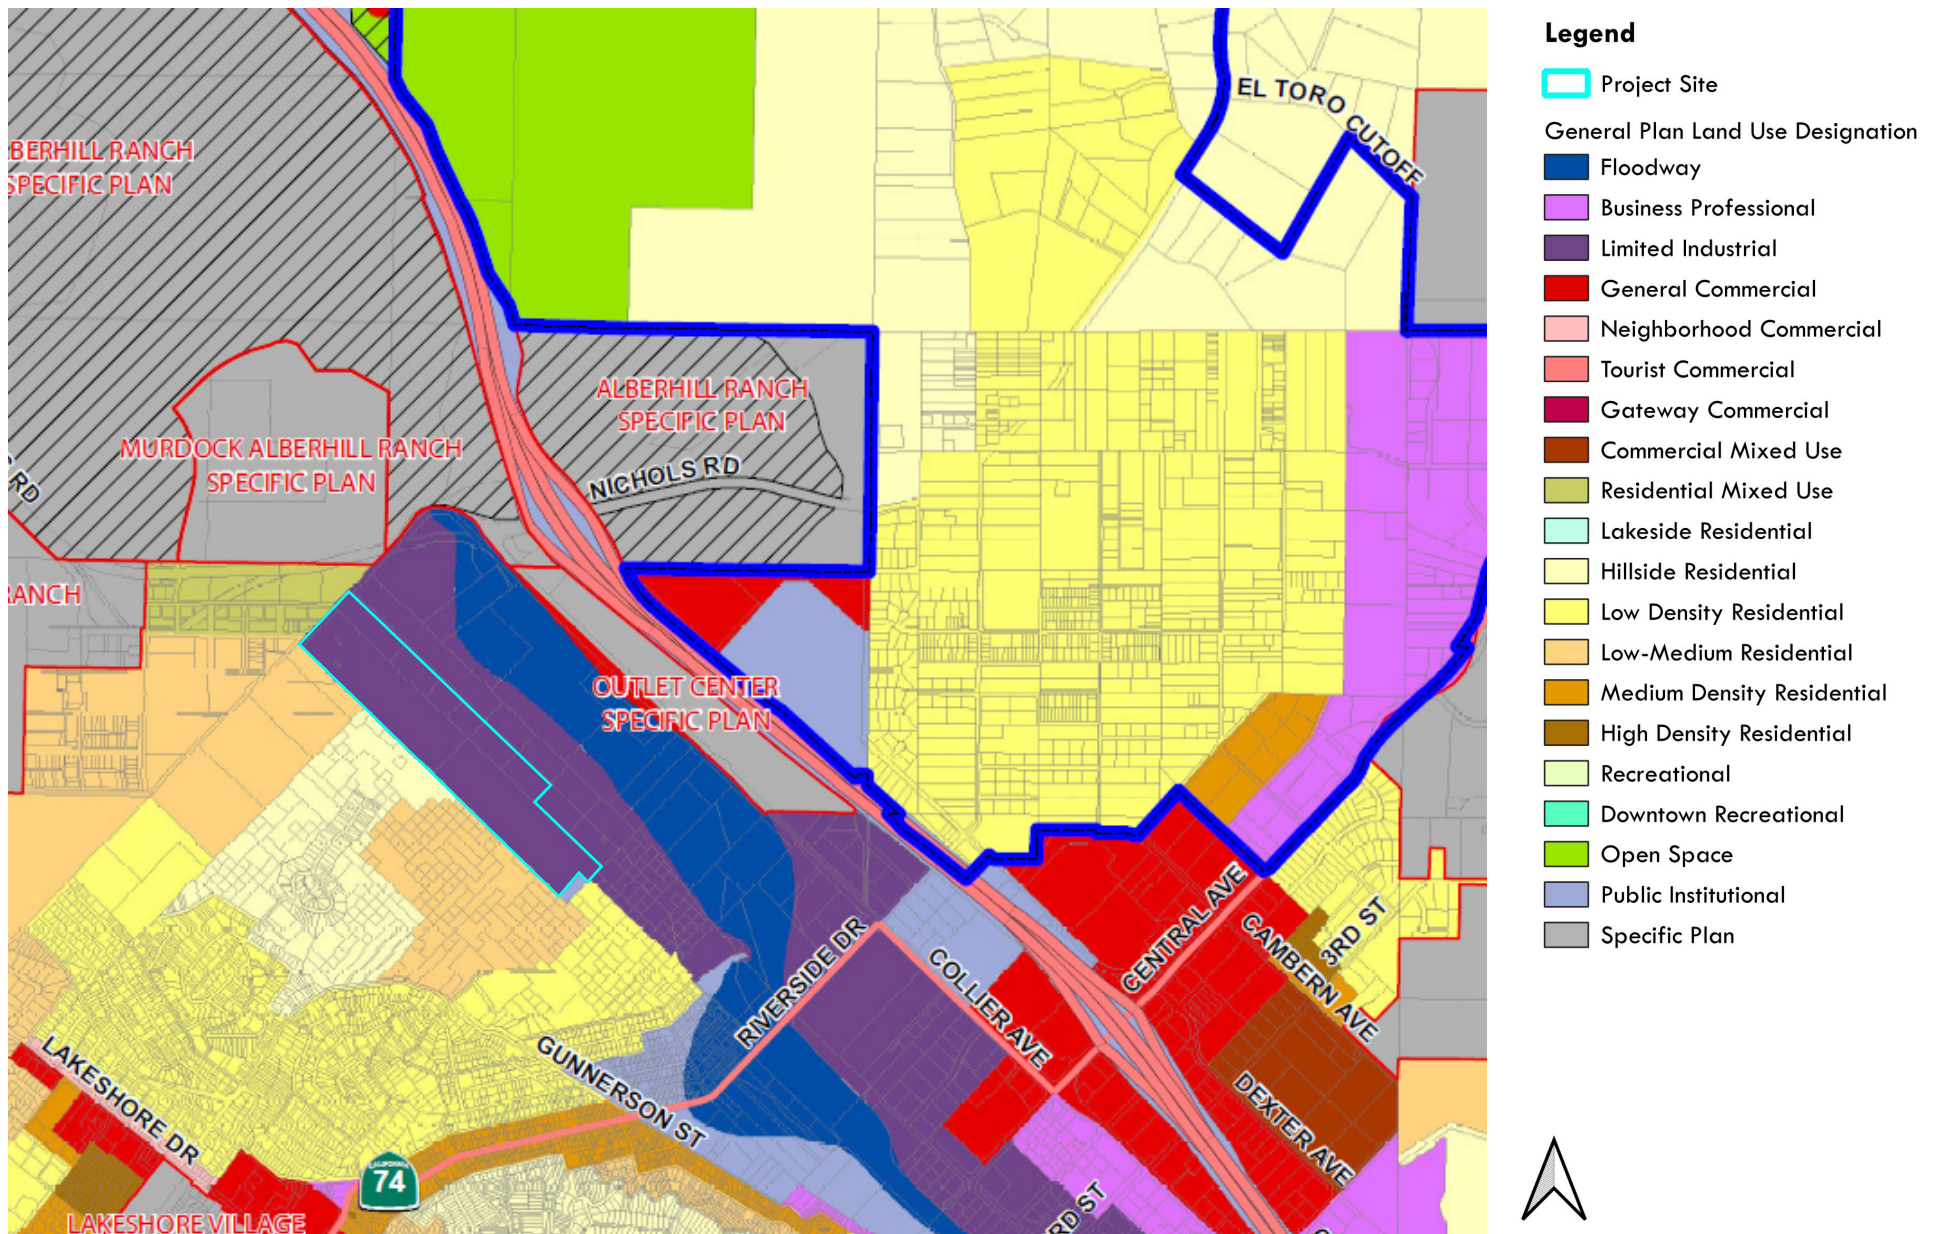 EL TORO CUTOFF
BERHILL RANCH
SPECIFIC PLAN
ALBERHILL RANCH
SPECIFIC PLAN
MURDOCK ALBERHILL RANCH
SPECIFIC PLAN
NICHOLS RD
RD
RANCH
OUTLET CENTER
SPECIFIC PLAN
RIVERSIDE DR
COLLIER AVE
CENTRAL AVE
CAMBERN AVE
3RD ST
DEXTER AVE
GUNNERSON ST
LAKESHORE DR
CALIFORNIA
74
LAKESHORE VILLAGE
RD ST
Legend
Project Site
General Plan Land Use Designation
Floodway
Business Professional
Limited Industrial
General Commercial
Neighborhood Commercial
Tourist Commercial
Gateway Commercial
Commercial Mixed Use
Residential Mixed Use
Lakeside Residential
Hillside Residential
Low Density Residential
Low-Medium Residential
Medium Density Residential
High Density Residential
Recreational
Downtown Recreational
Open Space
Public Institutional
Specific Plan